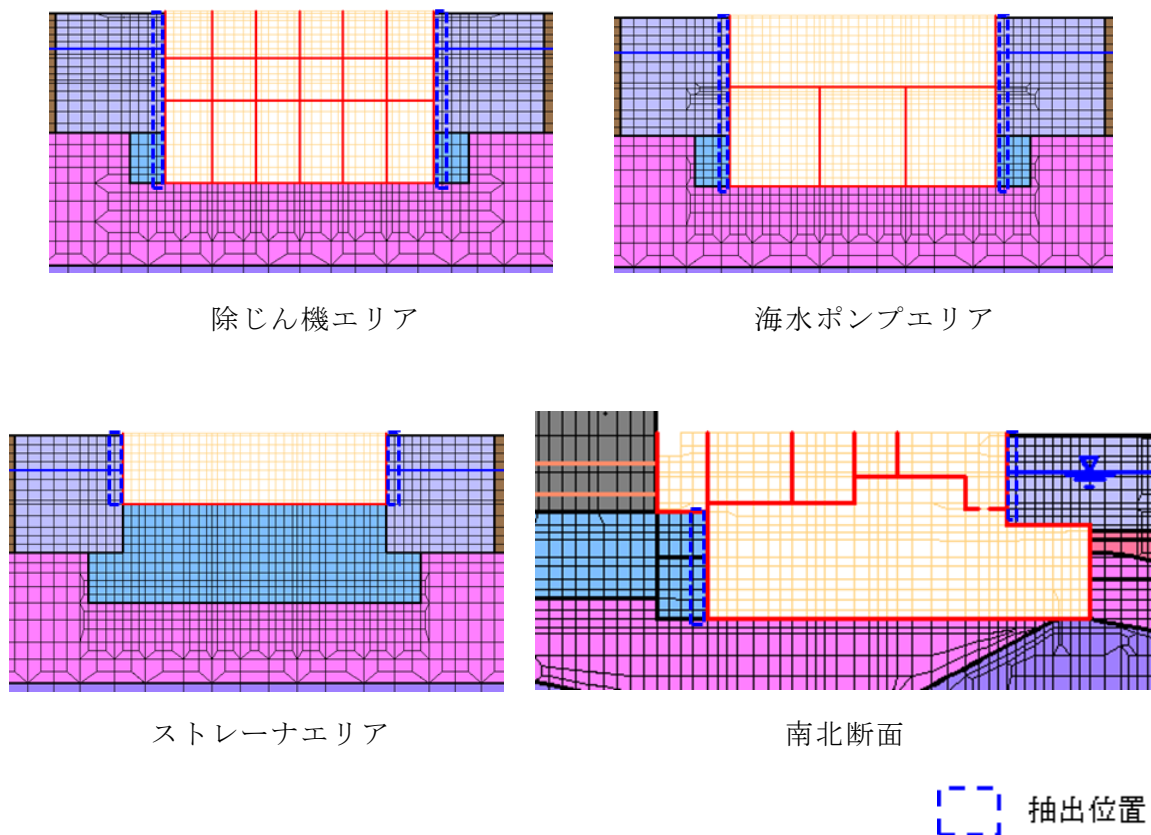 除じん機エリア
海水ポンプエリア
ストレーナエリア
南北断面
抽出位置